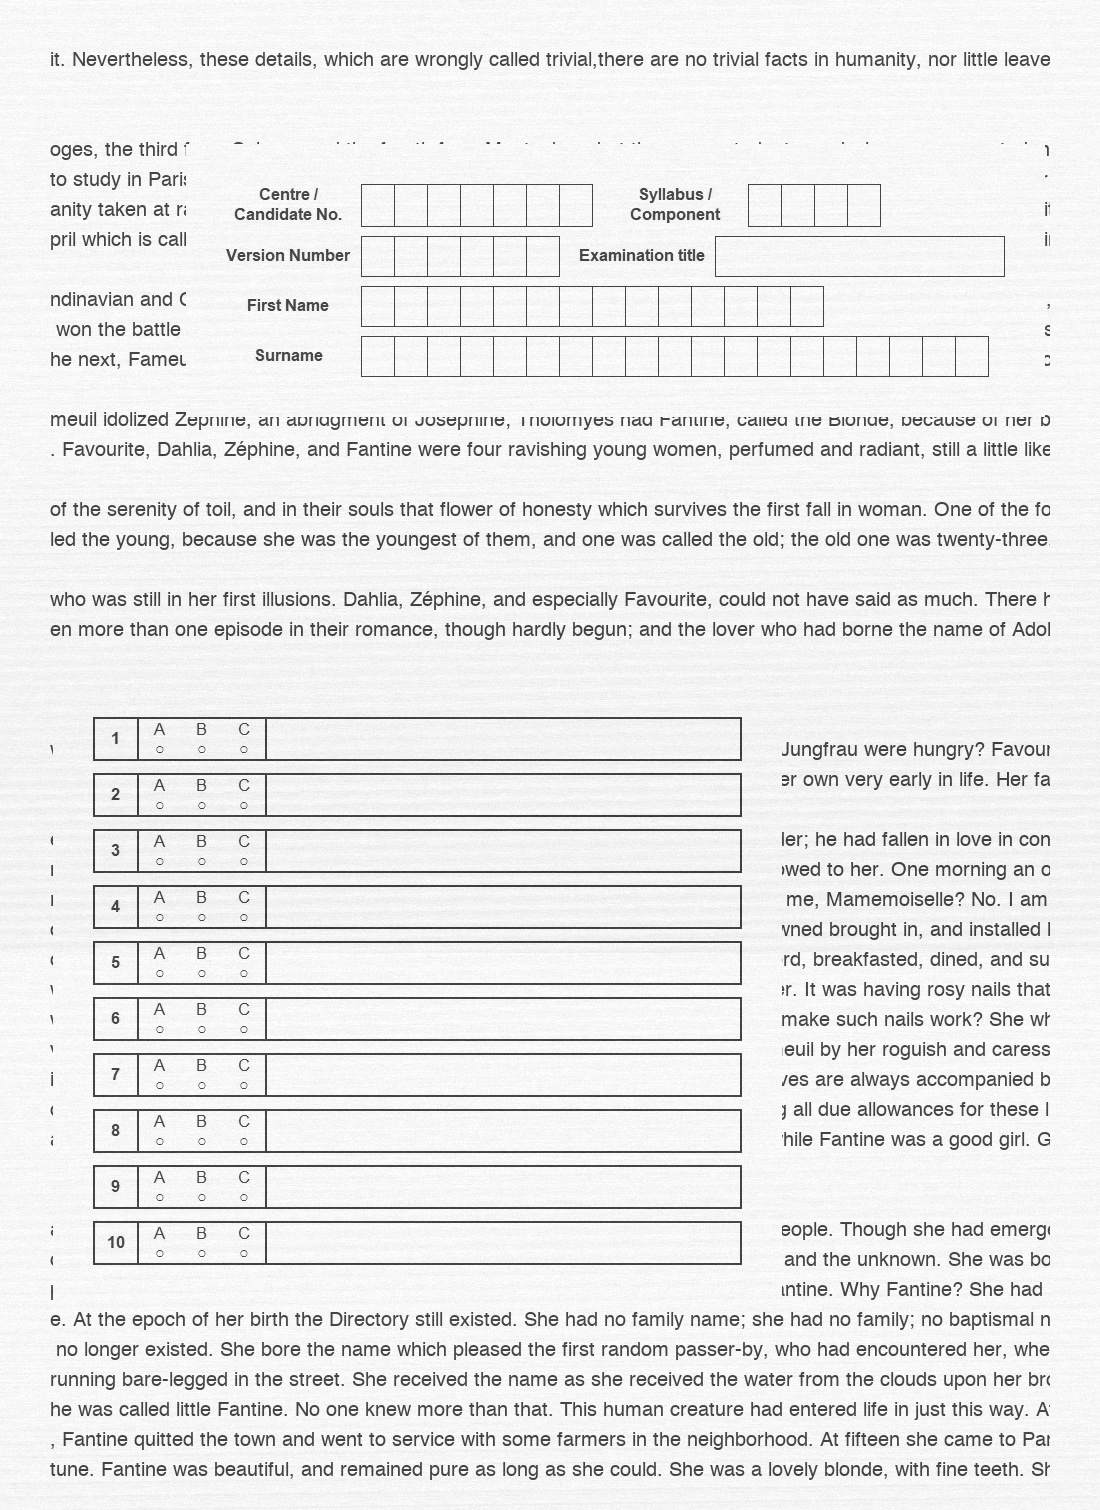 it. Nevertheless, these details, which are wrongly called trivial,there are no trivial facts in humanity, nor little leave
oges, the third
to study in Paris
anity taken at ra
pril which is call
ndinavian and
won the battle
he next, Fameu
Centre /
Candidate No.
Syllabus /
Component
Version Number
Examination title
First Name
Surname
meuil idolized Zéphine, an abridgment of Joséphine; Tholomyès had Fantine, called the Blonde, because of her b
. Favourite, Dahlia, Zéphine, and Fantine were four ravishing young women, perfumed and radiant, still a little like
of the serenity of toil, and in their souls that flower of honesty which survives the first fall in woman. One of the fo
led the young, because she was the youngest of them, and one was called the old; the old one was twenty-three
who was still in her first illusions. Dahlia, Zéphine, and especially Favourite, could not have said as much. There h
en more than one episode in their romance, though hardly begun; and the lover who had borne the name of Adol
1 A B C
2 A B C
3 A B C
4 A B C
5 A B C
6 A B C
7 A B C
8 A B C
9 A B C
10 A B C
Jungfrau were hungry? Favour
er own very early in life. Her fa
ler; he had fallen in love in con
owed to her. One morning an o
me, Mamemoiselle? No. I am
wned brought in, and installed
rd, breakfasted, dined, and su
er. It was having rosy nails that
make such nails work? She wh
euil by her roguish and caress
ves are always accompanied b
g all due allowances for these l
while Fantine was a good girl. G
eople. Though she had emerge
and the unknown. She was bo
antine. Why Fantine? She had
e. At the epoch of her birth the Directory still existed. She had no family name; she had no family; no baptismal n
no longer existed. She bore the name which pleased the first random passer-by, who had encountered her, whe
running bare-legged in the street. She received the name as she received the water from the clouds upon her bro
he was called little Fantine. No one knew more than that. This human creature had entered life in just this way. A
, Fantine quitted the town and went to service with some farmers in the neighborhood. At fifteen she came to Par
tune. Fantine was beautiful, and remained pure as long as she could. She was a lovely blonde, with fine teeth. Sh